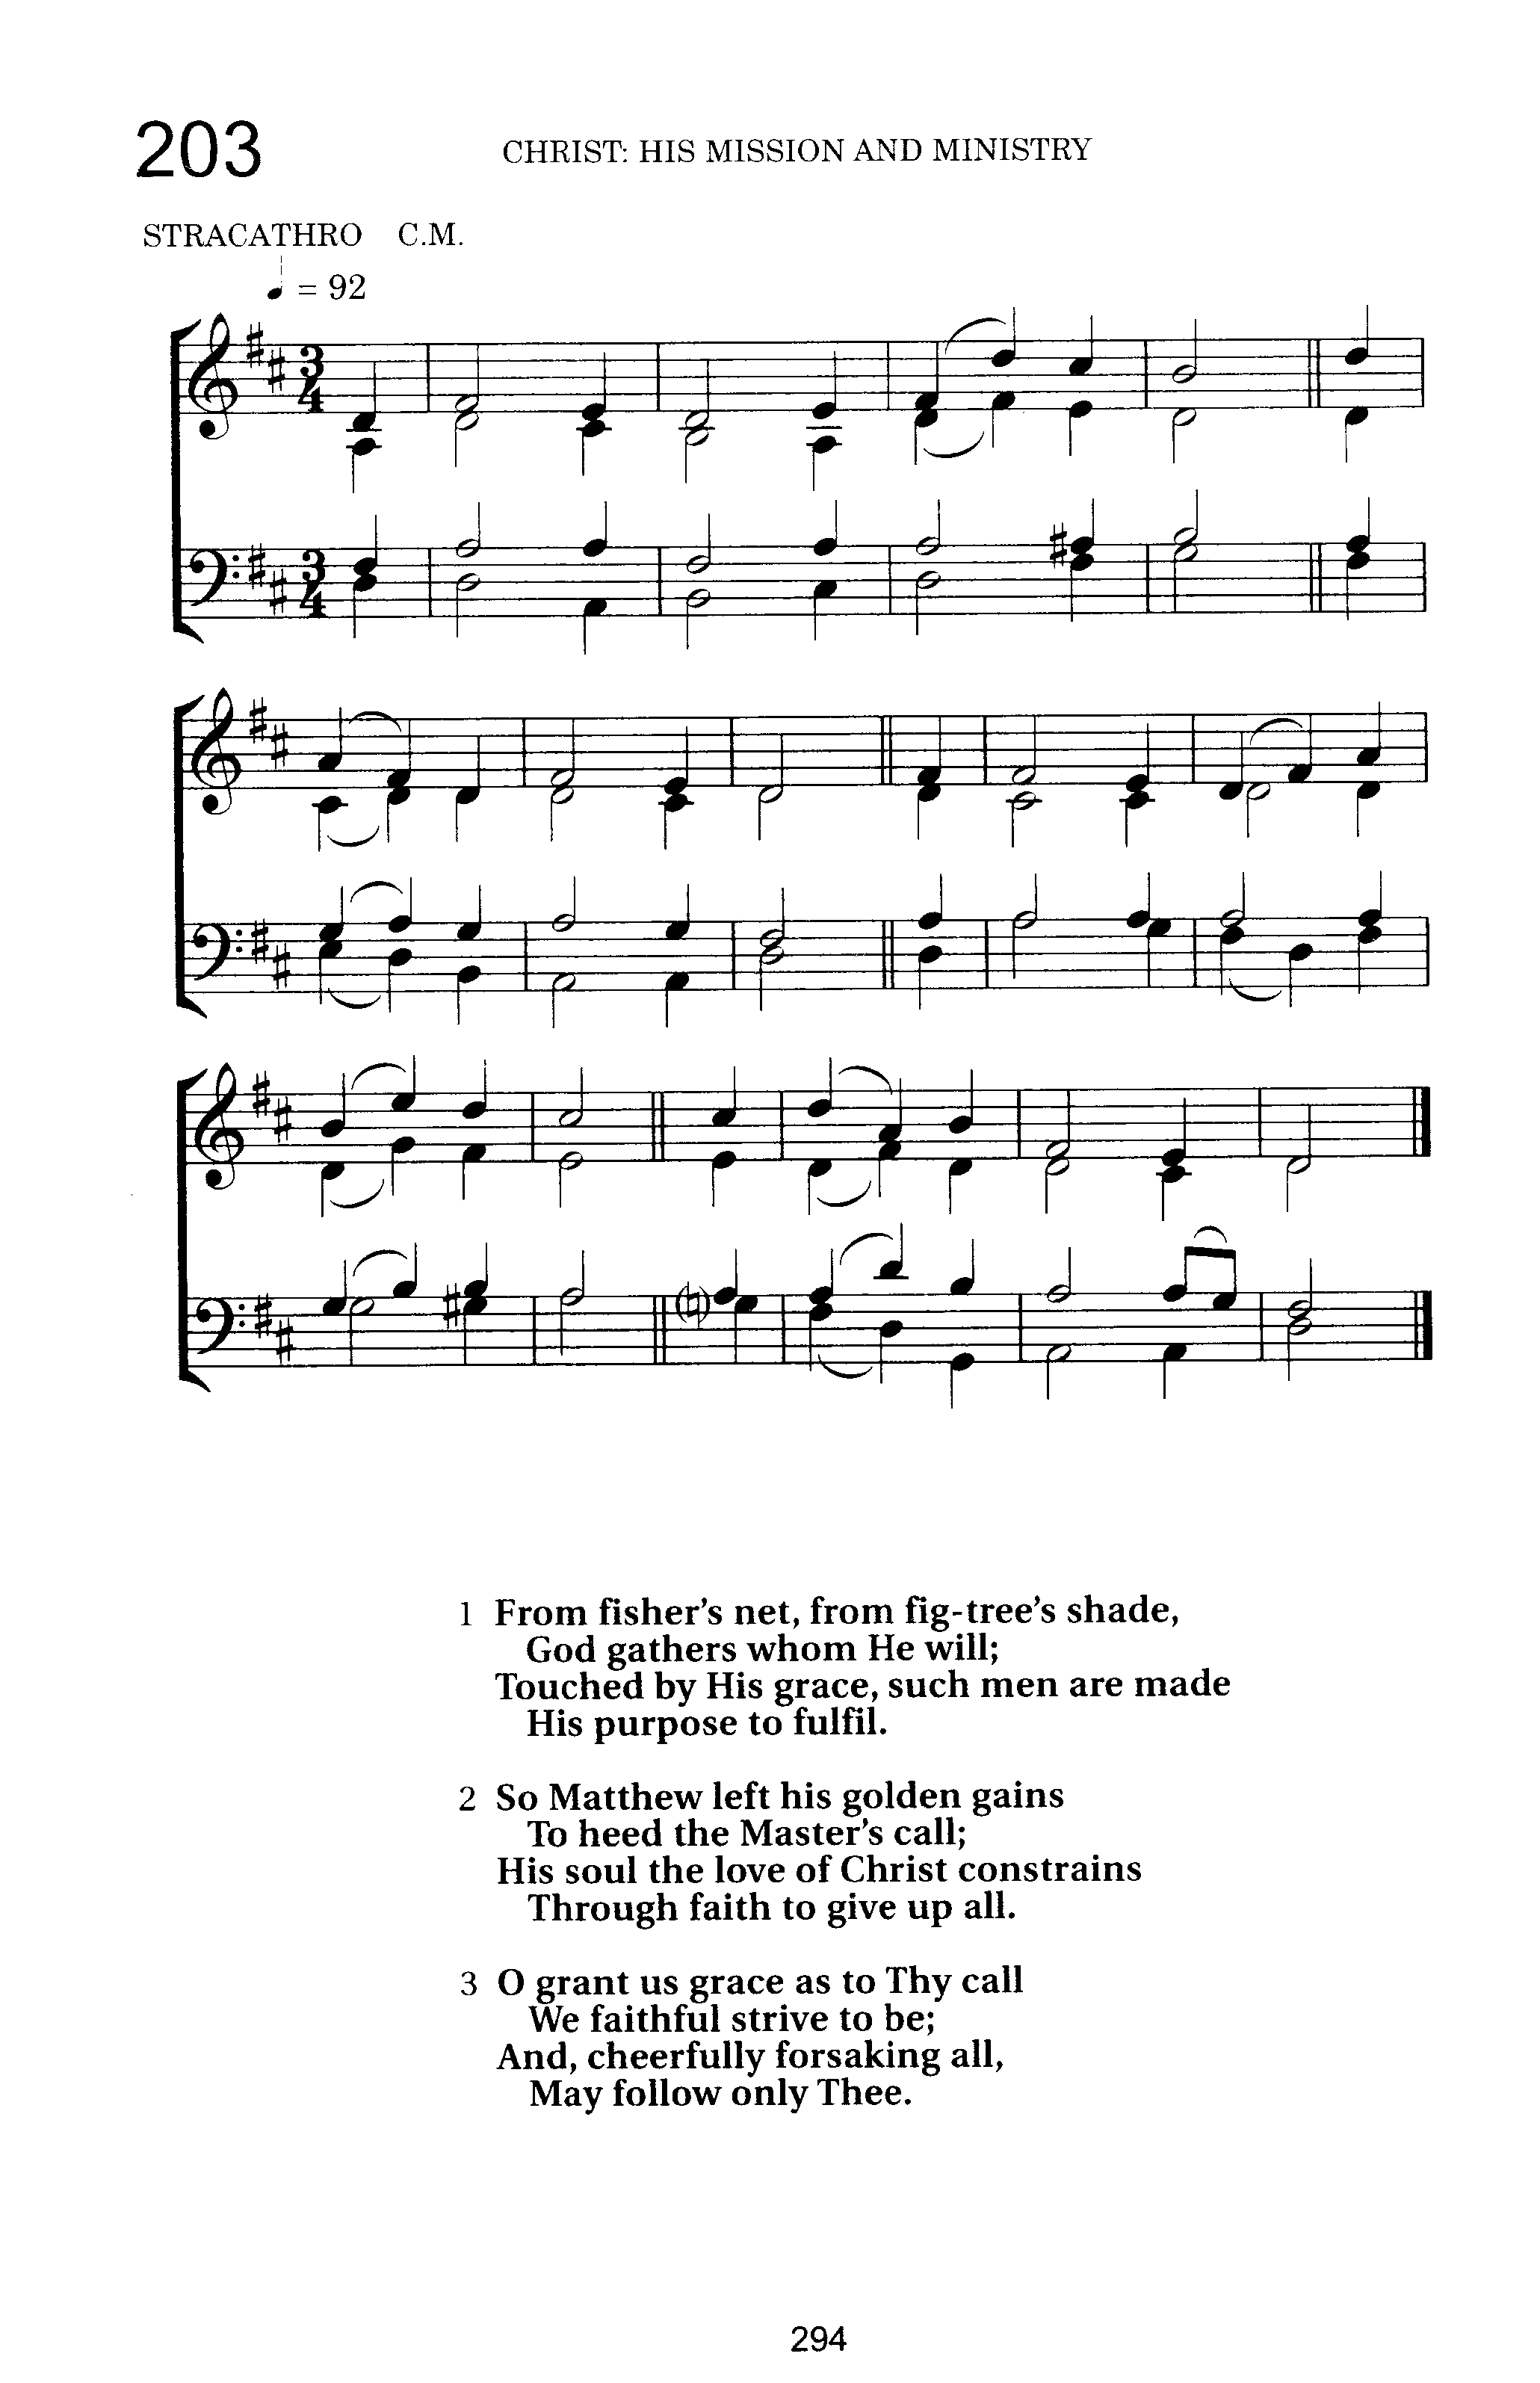 203
CHRIST: HIS MISSION AND MINISTRY
STRACATHRO C.M.
♩ = 92
3
4
3
4
1 From fisher's net, from fig-tree's shade,
God gathers whom He will;
Touched by His grace, such men are made
His purpose to fulfil.
2 So Matthew left his golden gains
To heed the Master's call;
His soul the love of Christ constrains
Through faith to give up all.
3 O grant us grace as to Thy call
We faithful strive to be;
And, cheerfully forsaking all,
May follow only Thee.
294